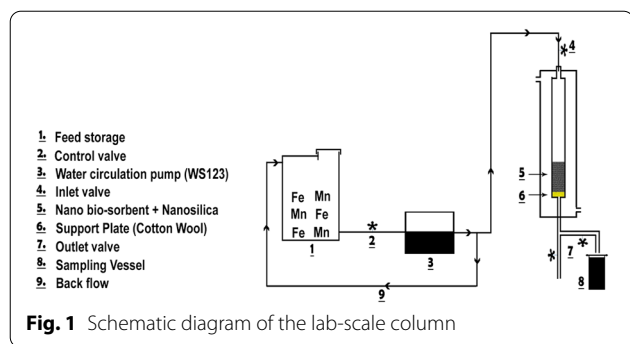 1. Feed storage
2. Control valve
3. Water circulation pump (WS123)
4. Inlet valve
5. Nano bio-sorbent + Nanosilica
6. Support Plate (Cotton Wool)
7. Outlet valve
8. Sampling Vessel
9. Back flow
Fe Mn
Mn Fe
Fe Mn
1
* 2
3
* 4
5
6
* 7 *
8
9
Fig. 1 Schematic diagram of the lab-scale column